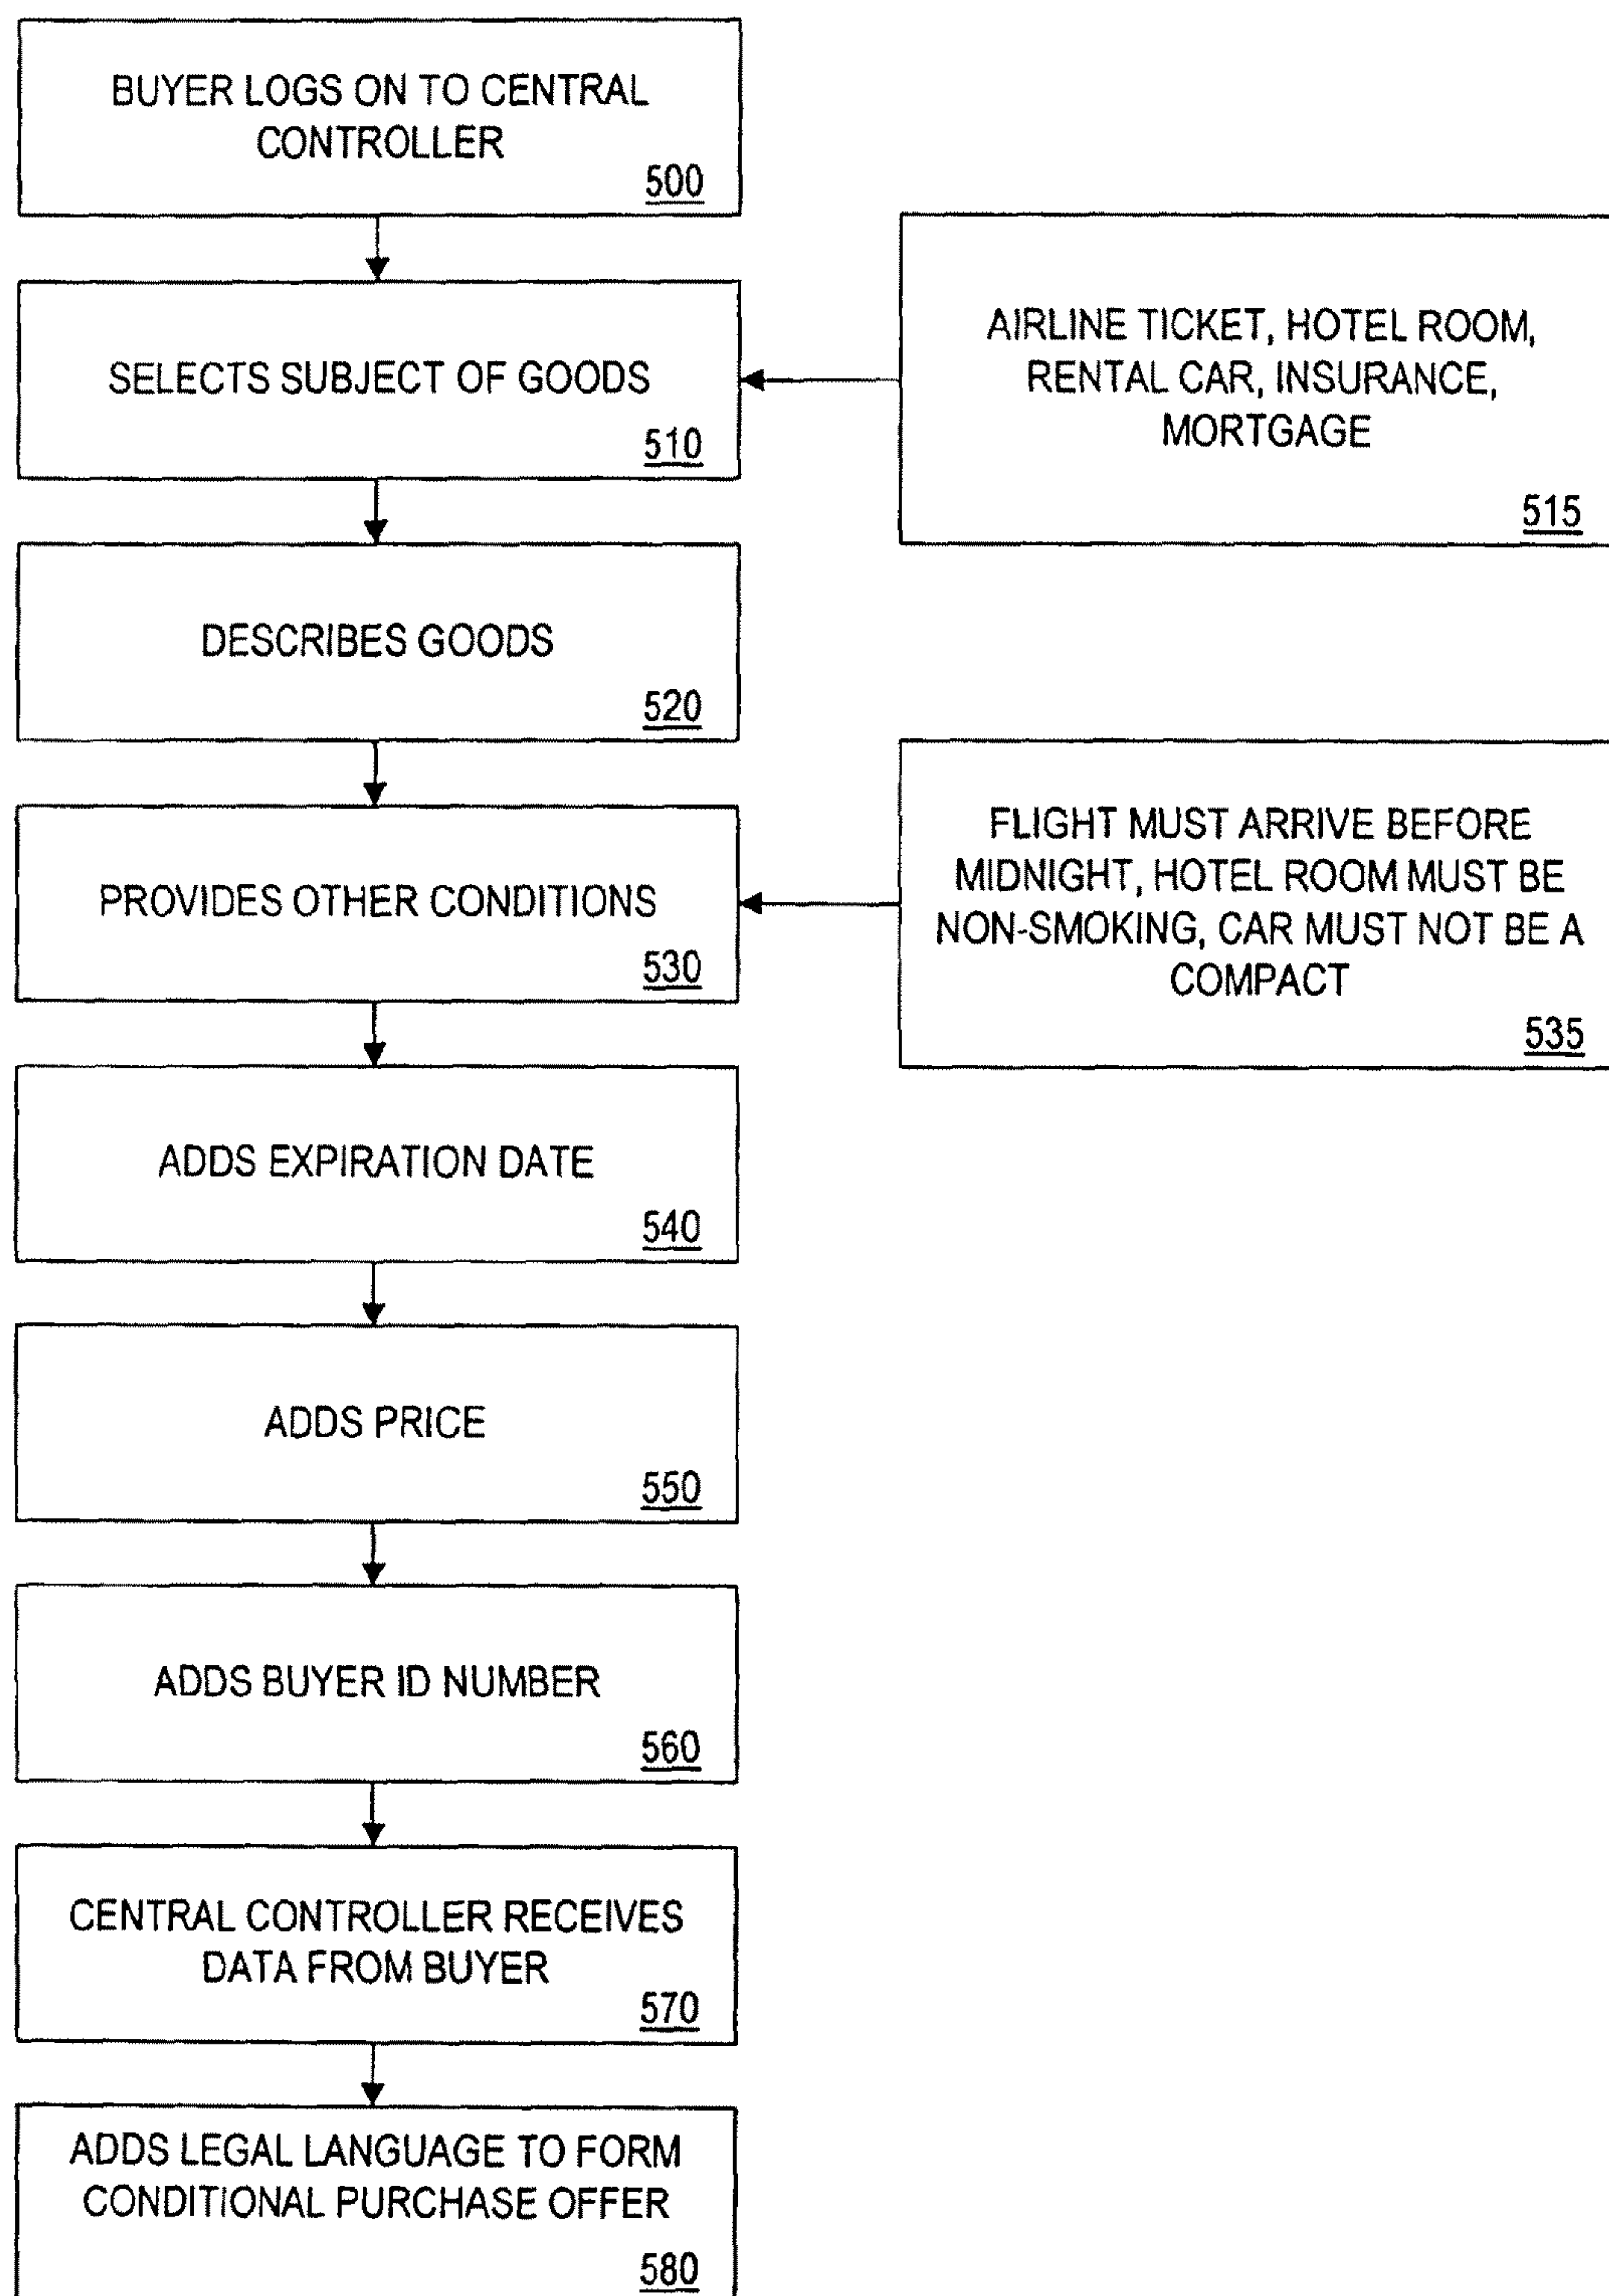 BUYER LOGS ON TO CENTRAL
CONTROLLER
500
SELECTS SUBJECT OF GOODS
510
AIRLINE TICKET, HOTEL ROOM,
RENTAL CAR, INSURANCE,
MORTGAGE
515
DESCRIBES GOODS
520
PROVIDES OTHER CONDITIONS
530
FLIGHT MUST ARRIVE BEFORE
MIDNIGHT, HOTEL ROOM MUST BE
NON-SMOKING, CAR MUST NOT BE A
COMPACT
535
ADDS EXPIRATION DATE
540
ADDS PRICE
550
ADDS BUYER ID NUMBER
560
CENTRAL CONTROLLER RECEIVES
DATA FROM BUYER
570
ADDS LEGAL LANGUAGE TO FORM
CONDITIONAL PURCHASE OFFER
580